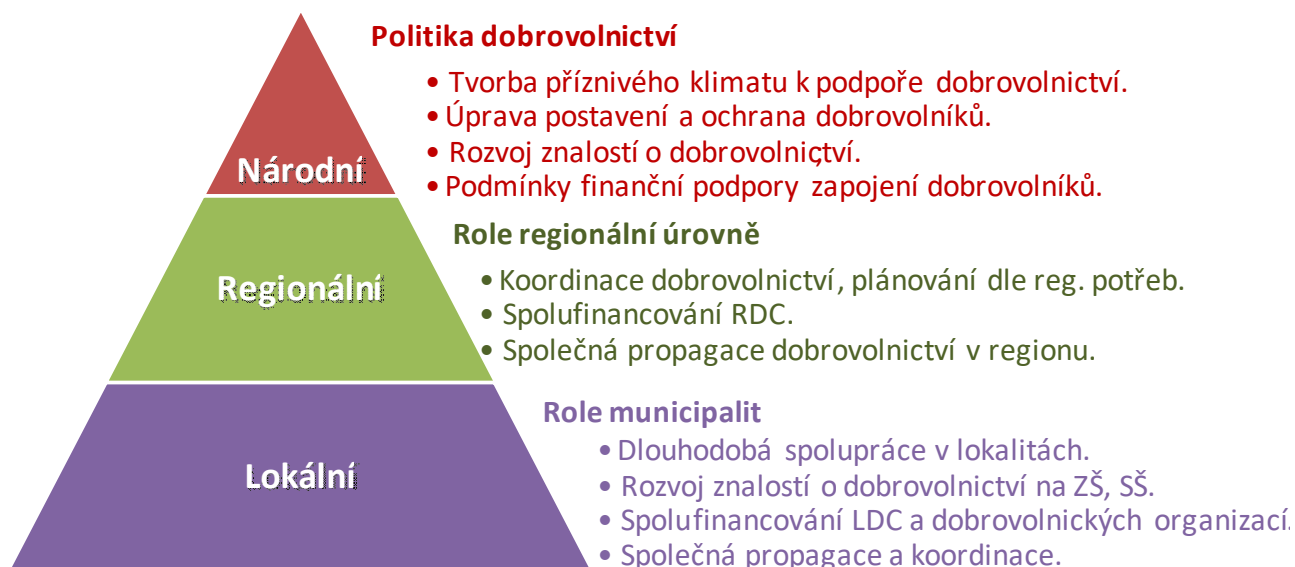 Politika dobrovolnictví
• Tvorba příznivého klimatu k podpoře dobrovolnictví.
• Úprava postavení a ochrana dobrovolníků.
• Rozvoj znalostí o dobrovolnictví.
• Podmínky finanční podpory zapojení dobrovolníků.
Národní
Role regionální úrovně
• Koordinace dobrovolnictví, plánování dle reg. potřeb.
• Spolufinancování RDC.
• Společná propagace dobrovolnictví v regionu.
Regionální
Role municipalit
• Dlouhodobá spolupráce v lokalitách.
• Rozvoj znalostí o dobrovolnictví na ZŠ, SŠ.
• Spolufinancování LDC a dobrovolnických organizací.
• Společná propagace a koordinace.
Lokální